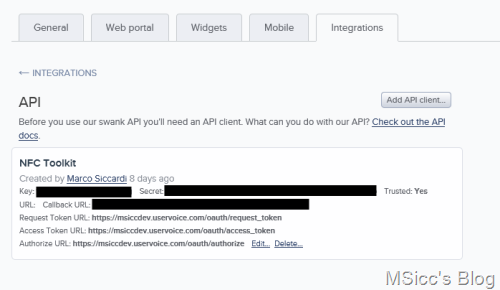 General Web portal Widgets Mobile Integrations
← INTEGRATIONS
API Add API client...
Before you use our swank API you'll need an API client. What can you do with our API? Check out the API
docs.
NFC Toolkit
Created by Marco Siccardi 8 days ago
Key: Secret: Trusted: Yes
URL: Callback URL:
Request Token URL: https://msiccdev.uservoice.com/oauth/request_token
Access Token URL: https://msiccdev.uservoice.com/oauth/access_token
Authorize URL: https://msiccdev.uservoice.com/oauth/authorize Edit... Delete...
MSicc's Blog